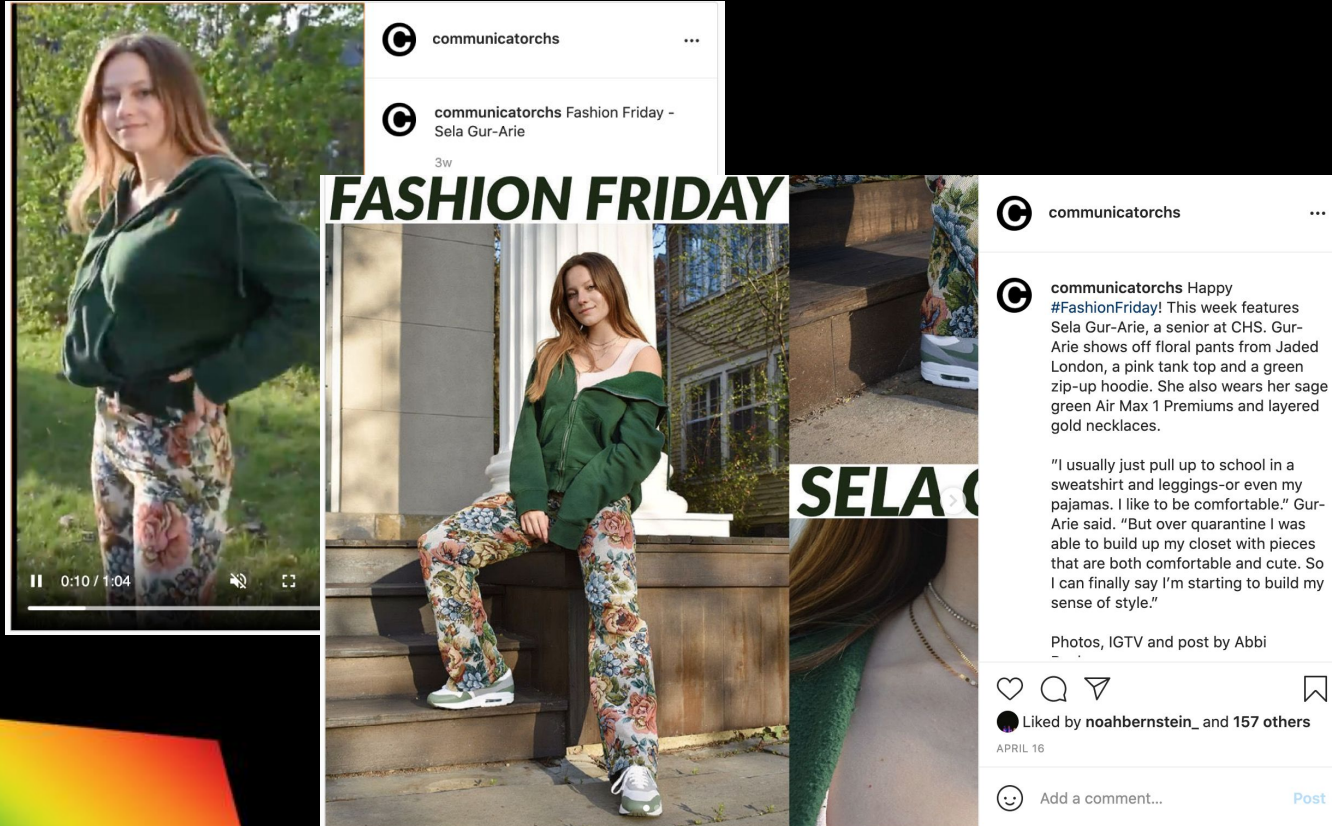 communicatorchs
communicatorchs Fashion Friday -
Sela Gur-Arie
3w
0:10 / 1:04
FASHION FRIDAY
SELA
communicatorchs
communicatorchs Happy
#FashionFriday! This week features
Sela Gur-Arie, a senior at CHS. Gur-
Arie shows off floral pants from Jaded
London, a pink tank top and a green
zip-up hoodie. She also wears her sage
green Air Max 1 Premiums and layered
gold necklaces.
"I usually just pull up to school in a
sweatshirt and leggings-or even my
pajamas. I like to be comfortable.” Gur-
Arie said. “But over quarantine I was
able to build up my closet with pieces
that are both comfortable and cute. So
I can finally say I’m starting to build my
sense of style.”
Photos, IGTV and post by Abbi
Liked by noahbernstein_ and 157 others
APRIL 16
Add a comment...
Post